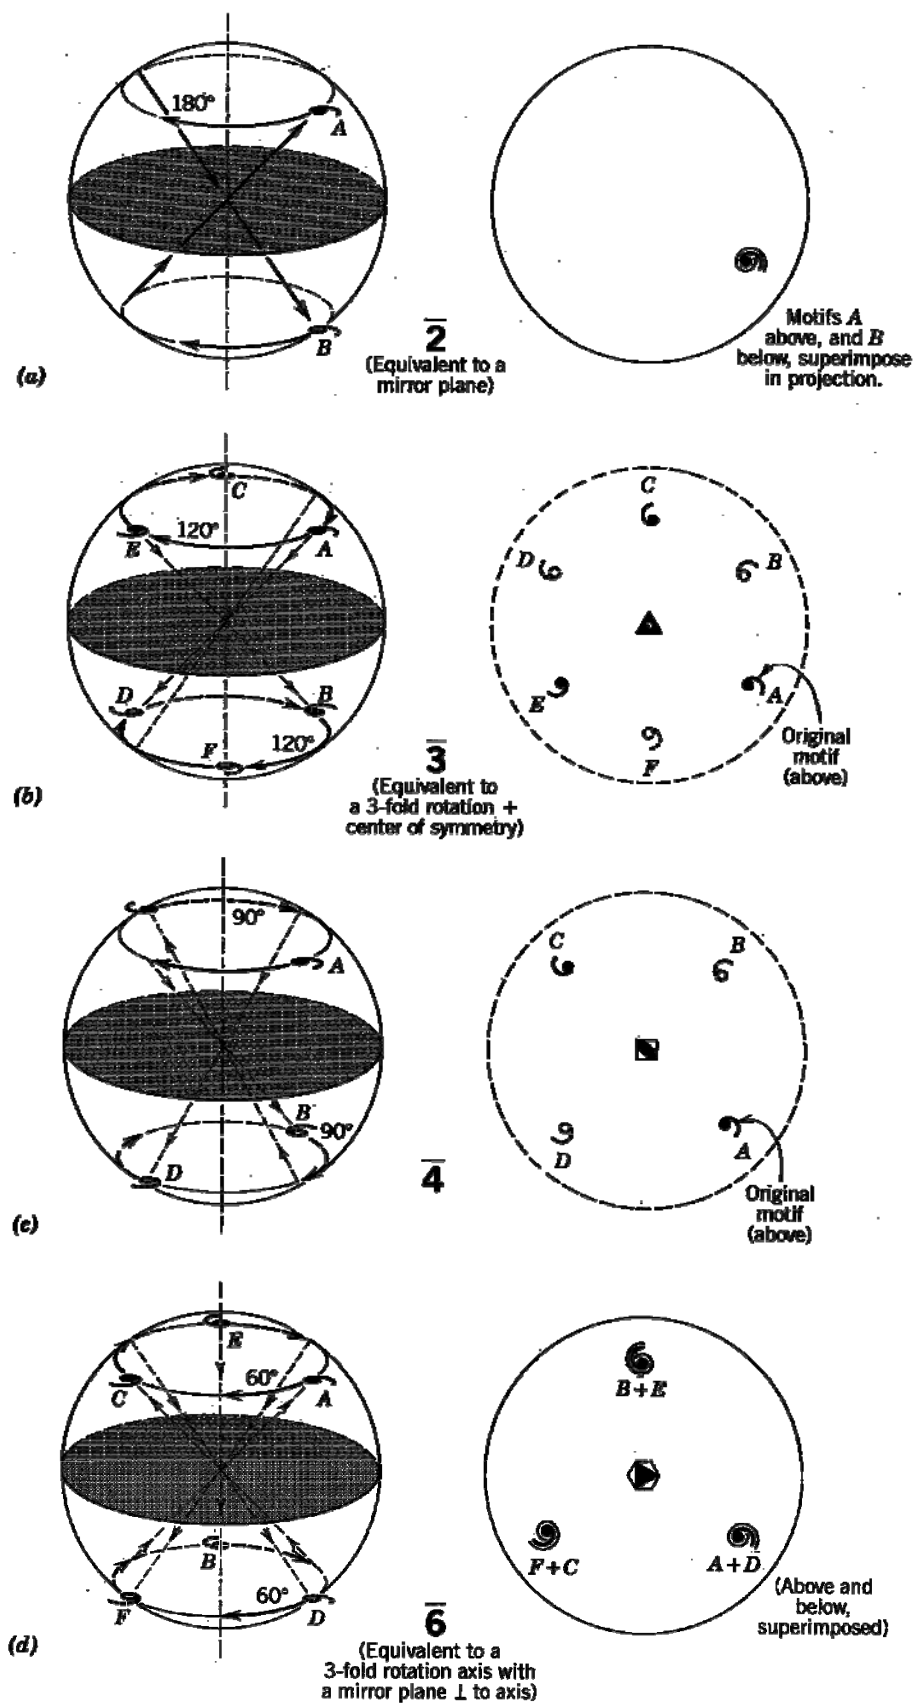 180°
A
B
2̅
(Equivalent to a
mirror plane)
Motifs A
above, and B
below, superimpose
in projection.
(a)
C
E
120°
A
D
B
F
120°
3̅
(Equivalent to
a 3-fold rotation +
center of symmetry)
C
D
B
E
A
F
Original
motif
(above)
(b)
90°
A
B
90°
D
4̅
C
B
D
A
Original
motif
(above)
(c)
E
60°
C
A
B
60°
F
D
6̅
(Equivalent to a
3-fold rotation axis with
a mirror plane ⊥ to axis)
B+E
F+C
A+D
(Above and
below,
superimposed)
(d)